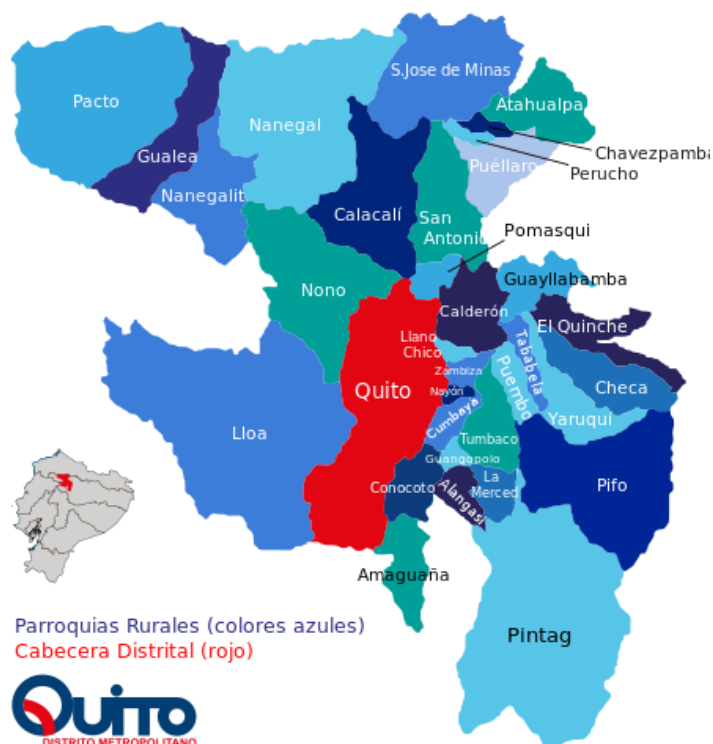 S.Jose de Minas
Pacto
Atahualpa
Nanegal
Gualea
Chavezpamba
Puéllaro
Perucho
Nanegalit
Calacalí
San
Antonio
Pomasqui
Nono
Guayllabamba
Calderón
El Quinche
Llano
Chico
Tababela
Zambiza
Puembo
Quito
Nayón
Checa
Cumbaya
Yaruqui
Lloa
Tumbaco
Guangopolo
La
Merced
Conocoto
Alangasi
Pifo
Amaguaña
Pintag
Parroquias Rurales (colores azules)
Cabecera Distrital (rojo)
QUITO
DISTRITO METROPOLITANO